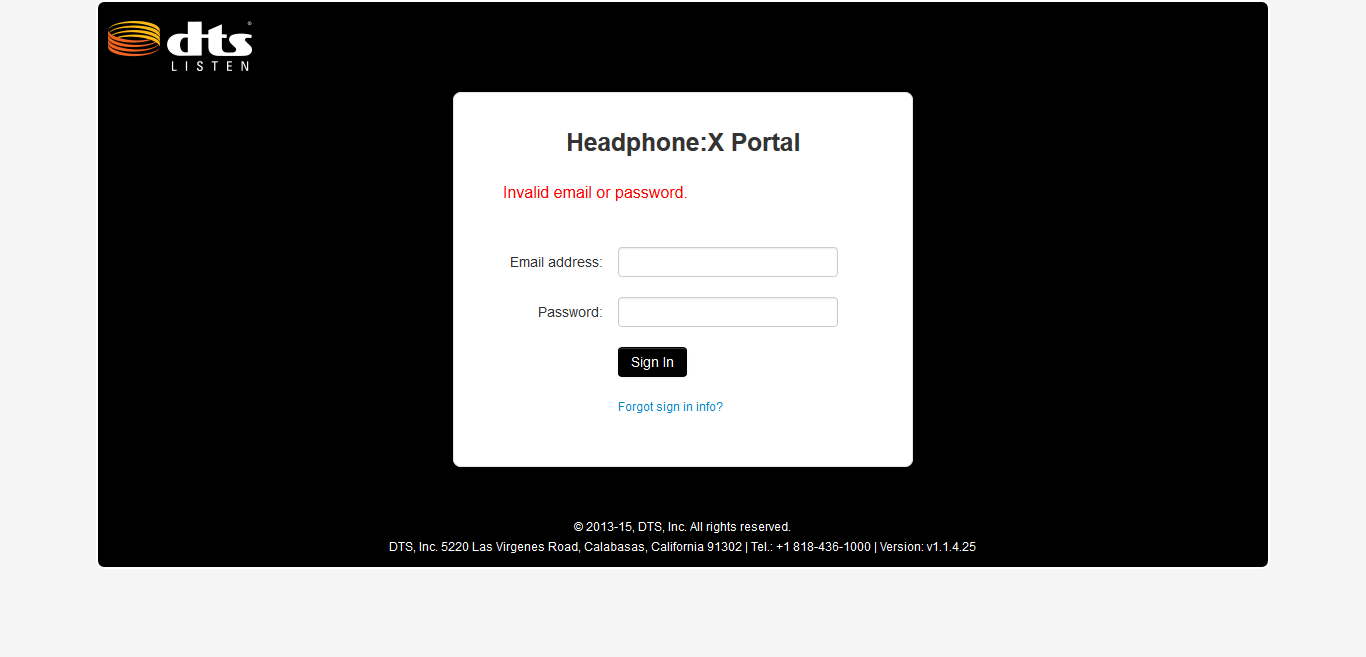 dts®
LISTEN
Headphone:X Portal
Invalid email or password.
Email address:
Password:
Sign In
Forgot sign in info?
© 2013-15, DTS, Inc. All rights reserved.
DTS, Inc. 5220 Las Virgenes Road, Calabasas, California 91302 | Tel.: +1 818-436-1000 | Version: v1.1.4.25